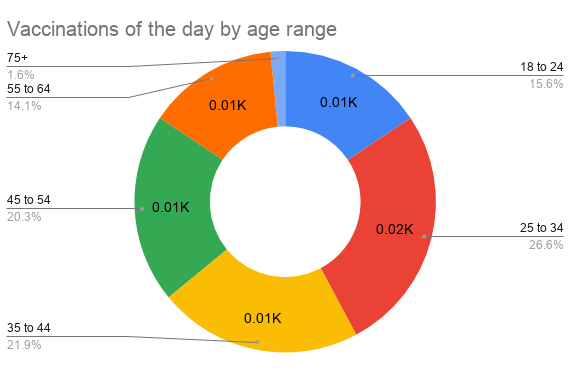 Vaccinations of the day by age range
75+
1.6%
55 to 64
14.1%
45 to 54
20.3%
35 to 44
21.9%
18 to 24
15.6%
25 to 34
26.6%
0.01K
0.01K
0.02K
0.01K
0.01K